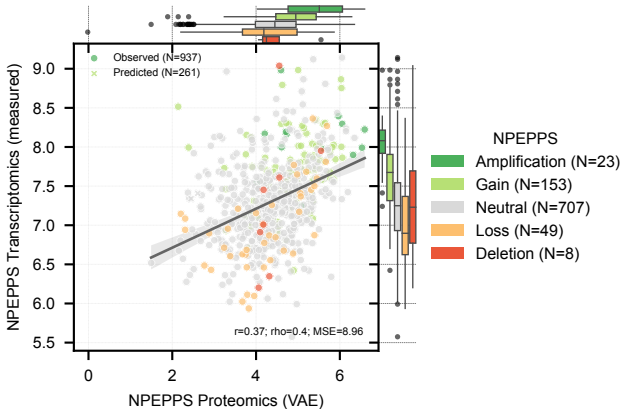 Observed (N=937)
Predicted (N=261)
9.0
8.5
8.0
7.5
7.0
6.5
6.0
5.5
NPEPPS Transcriptomics (measured)
r=0.37; rho=0.4; MSE=8.96
0
2
4
6
NPEPPS Proteomics (VAE)
NPEPPS
Amplification (N=23)
Gain (N=153)
Neutral (N=707)
Loss (N=49)
Deletion (N=8)